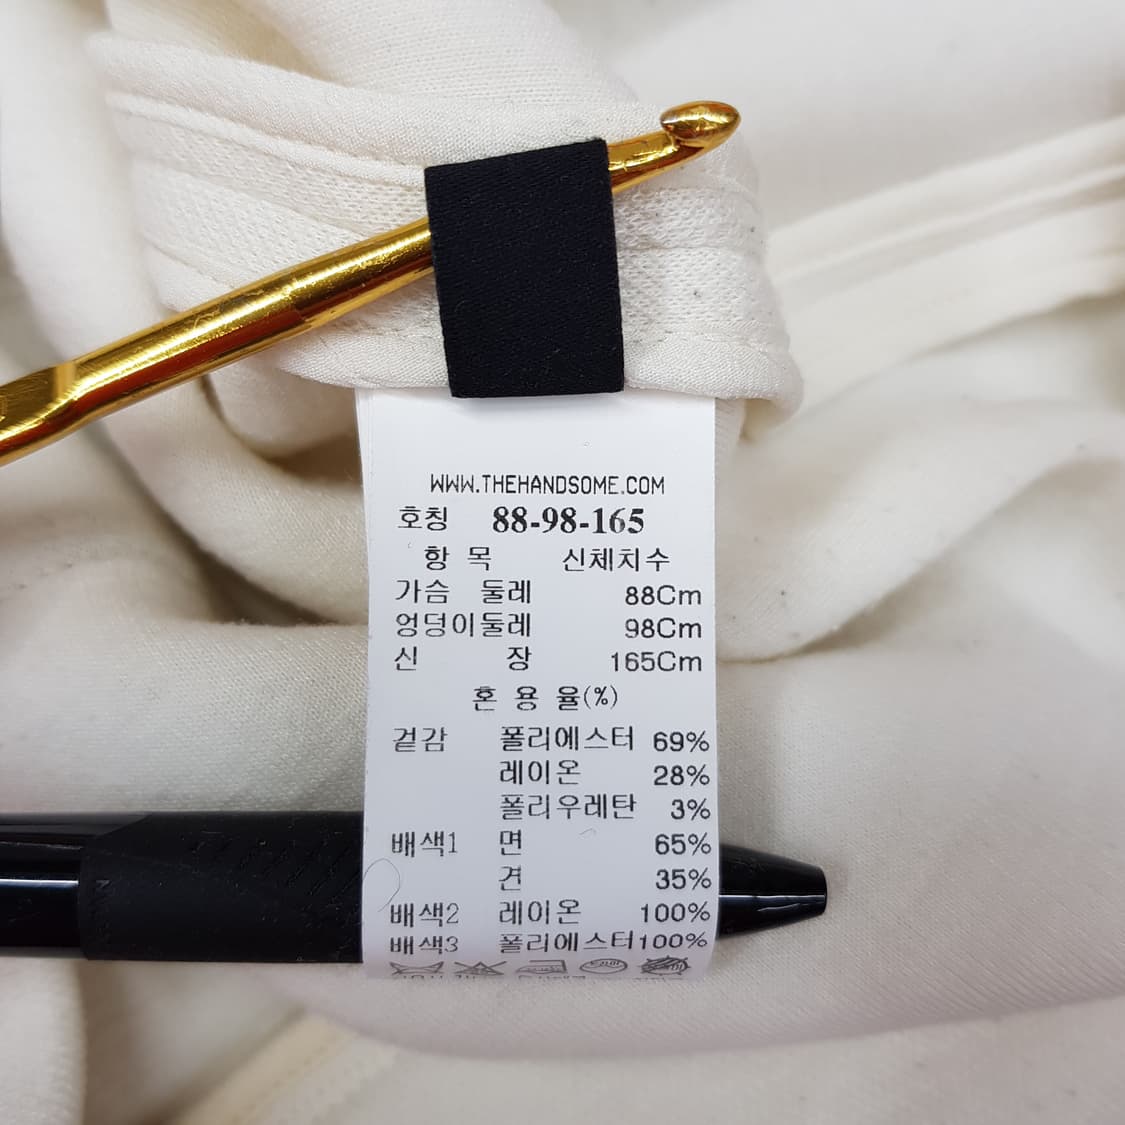 WWW.THEHANDSOME.COM
호칭 88-98-165
항 목 신체치수
가슴 둘레 88Cm
엉덩이둘레 98Cm
신 장 165Cm
혼 용 율(%)
겉감 폴리에스터 69%
레이온 28%
폴리우레탄 3%
배색1 면 65%
견 35%
배색2 레이온 100%
배색3 폴리에스터100%